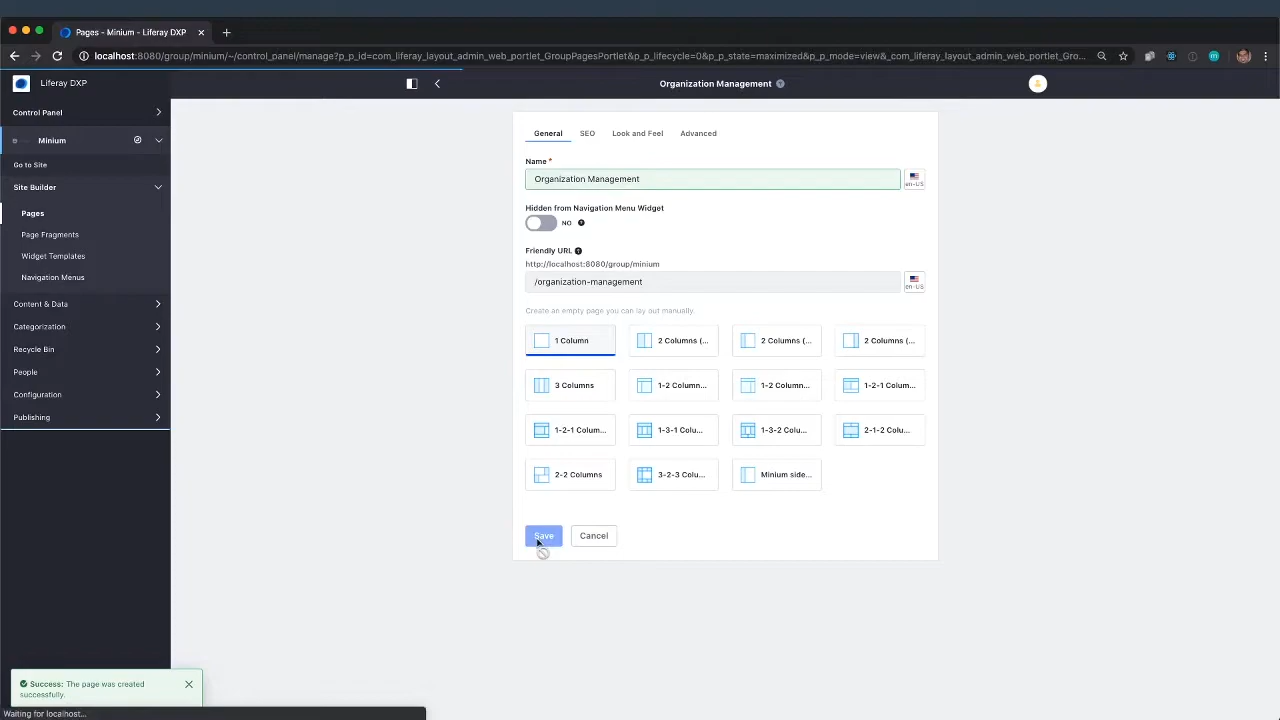 Pages - Minium - Liferay DXP
localhost:8080/group/minium/~/control_panel/manage?p_p_id=com_liferay_layout_admin_web_portlet_GroupPagesPortlet&p_p_lifecycle=0&p_p_state=maximized&p_p_mode=view&_com_liferay_layout_admin_web_portlet_Gro...
Liferay DXP
Organization Management
Control Panel
Minium
Go to Site
Site Builder
Pages
Page Fragments
Widget Templates
Navigation Menus
Content & Data
Categorization
Recycle Bin
People
Configuration
Publishing
General SEO Look and Feel Advanced
Name *
Organization Management
en-US
Hidden from Navigation Menu Widget
NO
Friendly URL
http://localhost:8080/group/minium
/organization-management
en-US
Create an empty page you can lay out manually.
1 Column 2 Columns (... 2 Columns (... 2 Columns (...
3 Columns 1-2 Column... 1-2 Column... 1-2-1 Colum...
1-2-1 Colum... 1-3-1 Colu... 1-3-2 Colu... 2-1-2 Colu...
2-2 Columns 3-2-3 Colu... Minium side...
Save Cancel
Success: The page was created
successfully.
Waiting for localhost...